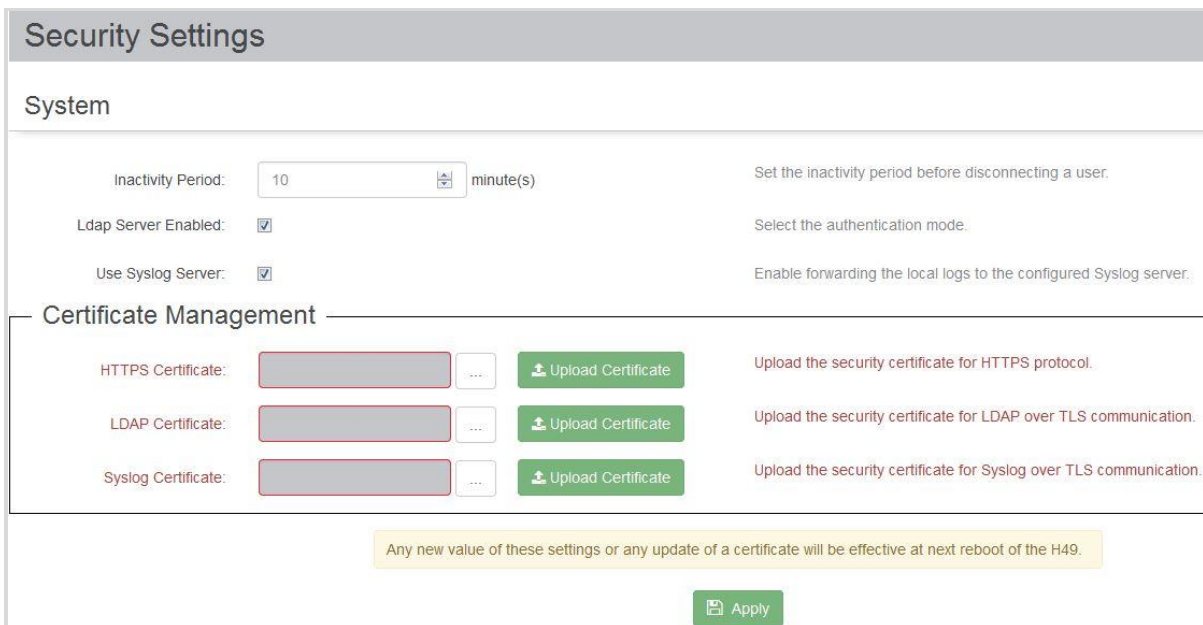 Security Settings
System
Inactivity Period: 10 minute(s) Set the inactivity period before disconnecting a user.
Ldap Server Enabled: Select the authentication mode.
Use Syslog Server: Enable forwarding the local logs to the configured Syslog server.
Certificate Management
HTTPS Certificate: ... Upload Certificate Upload the security certificate for HTTPS protocol.
LDAP Certificate: ... Upload Certificate Upload the security certificate for LDAP over TLS communication.
Syslog Certificate: ... Upload Certificate Upload the security certificate for Syslog over TLS communication.
Any new value of these settings or any update of a certificate will be effective at next reboot of the H49.
Apply